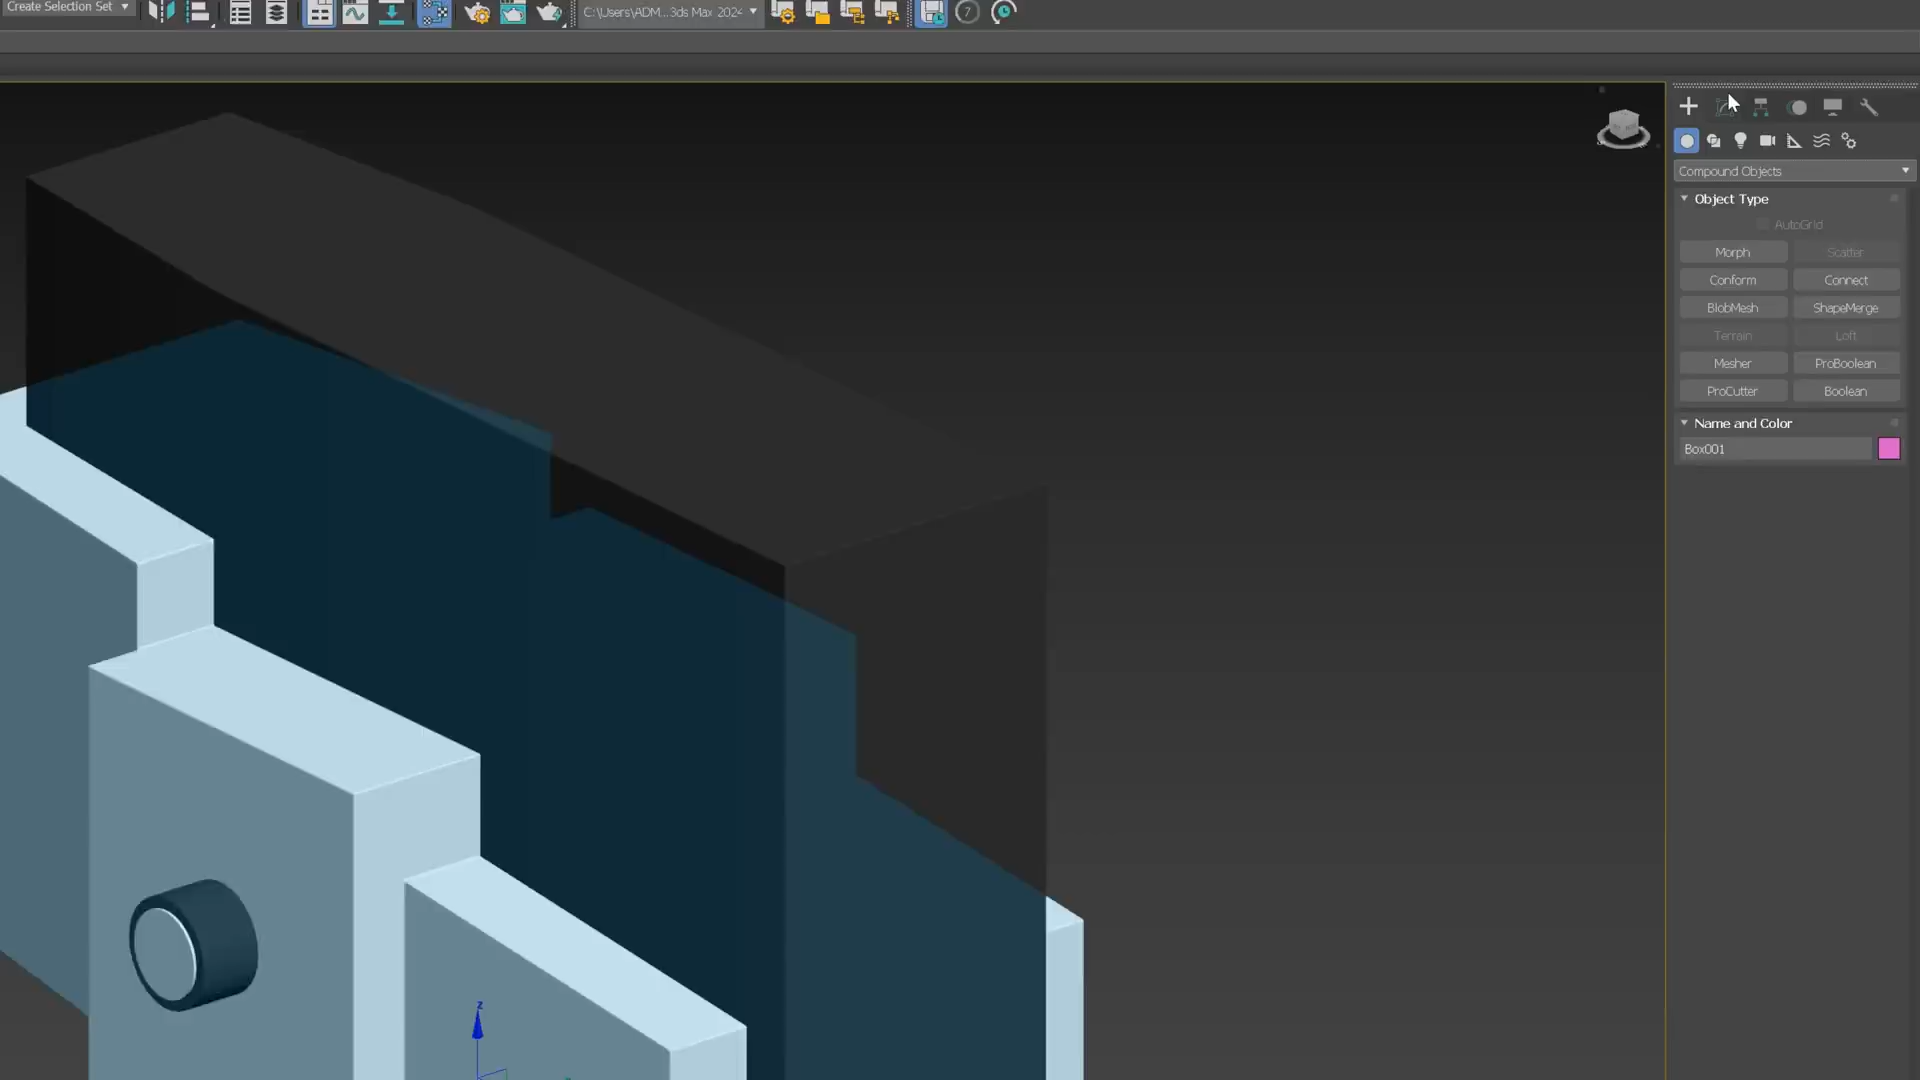 Create Selection Set
C:\Users\ADM...3ds Max 2024
7
Compound Objects
Object Type
AutoGrid
Morph Scatter
Conform Connect
BlobMesh ShapeMerge
Terrain Loft
Mesher ProBoolean
ProCutter Boolean
Name and Color
Box001
z